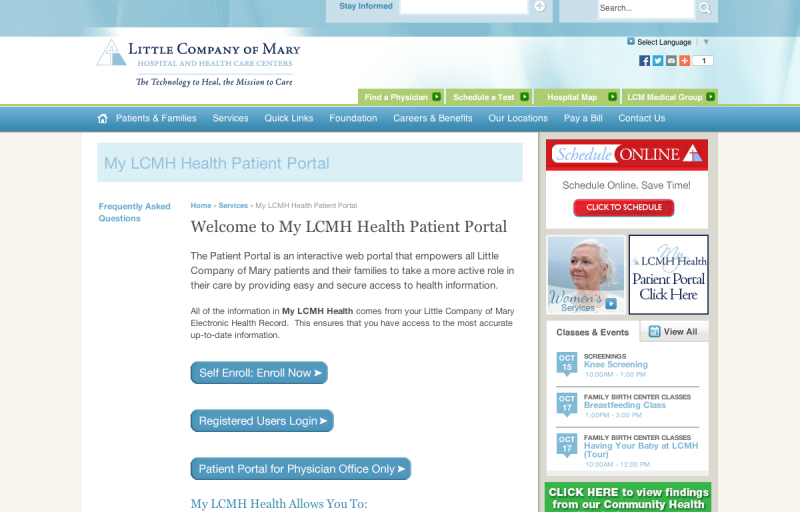 Stay Informed
Search...
LITTLE COMPANY OF MARY
HOSPITAL AND HEALTH CARE CENTERS
The Technology to Heal, the Mission to Care
Select Language
1
Find a Physician
Schedule a Test
Hospital Map
LCM Medical Group
Patients & Families
Services
Quick Links
Foundation
Careers & Benefits
Our Locations
Pay a Bill
Contact Us
My LCMH Health Patient Portal
Frequently Asked
Questions
Home » Services » My LCMH Health Patient Portal
Welcome to My LCMH Health Patient Portal
The Patient Portal is an interactive web portal that empowers all Little
Company of Mary patients and their families to take a more active role in
their care by providing easy and secure access to health information.
All of the information in My LCMH Health comes from your Little Company of Mary
Electronic Health Record. This ensures that you have access to the most accurate
up-to-date information.
Self Enroll: Enroll Now
Registered Users Login
Patient Portal for Physician Office Only
My LCMH Health Allows You To:
Schedule ONLINE
Schedule Online. Save Time!
CLICK TO SCHEDULE
Women's
Services
My
LCMH Health
Patient Portal
Click Here
Classes & Events
View All
OCT
15
SCREENINGS
Knee Screening
10:00AM - 1:00 PM
OCT
17
FAMILY BIRTH CENTER CLASSES
Breastfeeding Class
1:00PM - 3:00 PM
OCT
17
FAMILY BIRTH CENTER CLASSES
Having Your Baby at LCMH
(Tour)
10:00AM - 12:00 PM
CLICK HERE to view findings
from our Community Health